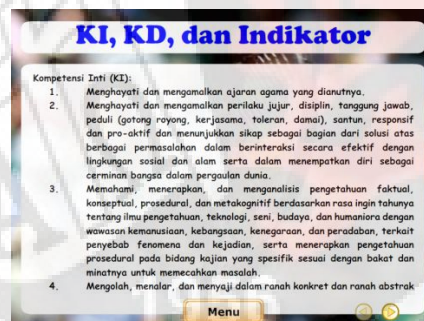 KI, KD, dan Indikator
Kompetensi Inti (KI):
1. Menghayati dan mengamalkan ajaran agama yang dianutnya.
2. Menghayati dan mengamalkan perilaku jujur, disiplin, tanggung jawab,
peduli (gotong royong, kerjasama, toleran, damai), santun, responsif
dan pro-aktif dan menunjukkan sikap sebagai bagian dari solusi atas
berbagai permasalahan dalam berinteraksi secara efektif dengan
lingkungan sosial dan alam serta dalam menempatkan diri sebagai
cerminan bangsa dalam pergaulan dunia.
3. Memahami, menerapkan, dan menganalisis pengetahuan faktual,
konseptual, prosedural, dan metakognitif berdasarkan rasa ingin tahunya
tentang ilmu pengetahuan, teknologi, seni, budaya, dan humaniora dengan
wawasan kemanusiaan, kebangsaan, kenegaraan, dan peradaban, terkait
penyebab fenomena dan kejadian, serta menerapkan pengetahuan
prosedural pada bidang kajian yang spesifik sesuai dengan bakat dan
minatnya untuk memecahkan masalah.
4. Mengolah, menalar, dan menyaji dalam ranah konkret dan ranah abstrak
Menu